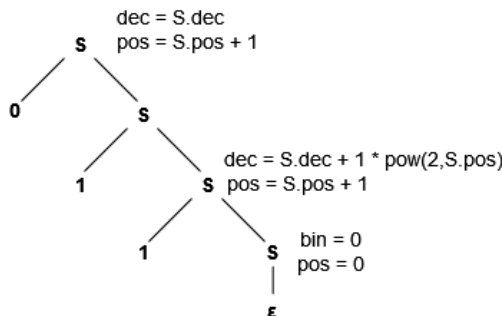 dec = S.dec
pos = S.pos + 1
S
0
S
dec = S.dec + 1 * pow(2,S.pos)
pos = S.pos + 1
1
S
bin = 0
pos = 0
1
S
ε